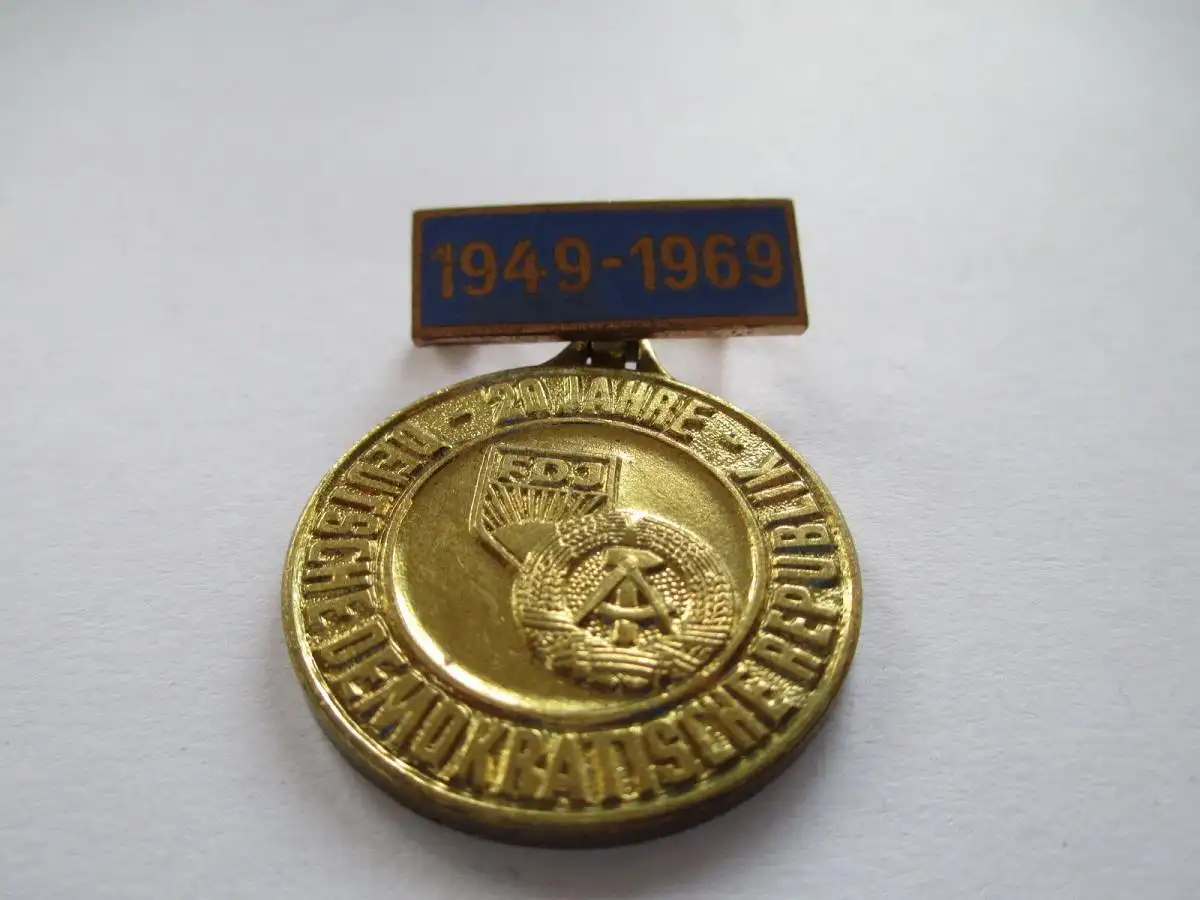 1949-1969
- 20 JAHRE -
DEUTSCHE DEMOKRATISCHE REPUBLIK
FDJ